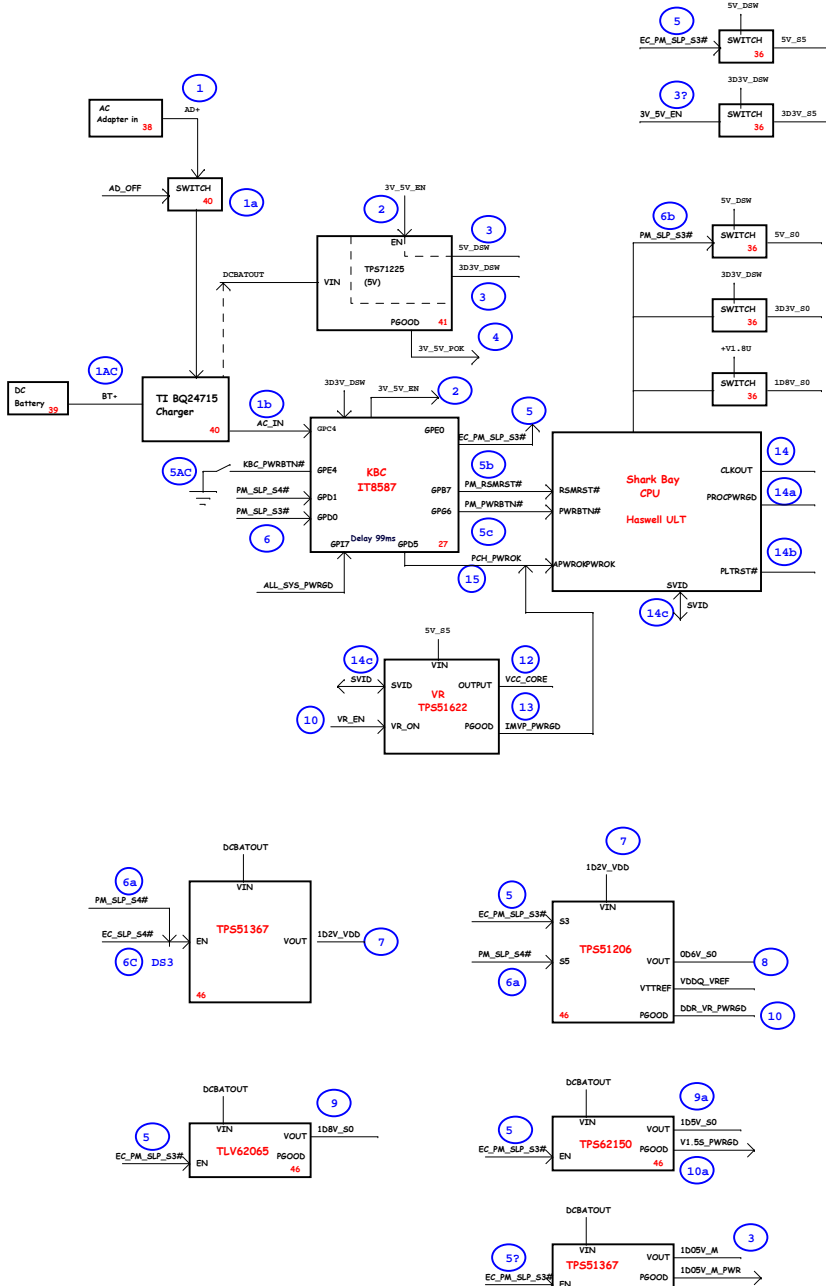 5V_DSW
5
EC_PM_SLP_S3#
SWITCH
36
5V_S5
3D3V_DSW
3?
3V_5V_EN
SWITCH
36
3D3V_S5
1
AC
Adapter in
38
AD+
AD_OFF
SWITCH
40
1a
3V_5V_EN
2
EN
TPS71225
(5V)
VIN
PGOOD
41
5V_DSW
3
3D3V_DSW
3
4
3V_5V_POK
DCBATOUT
5V_DSW
6b
PM_SLP_S3#
SWITCH
36
5V_S0
3D3V_DSW
SWITCH
36
3D3V_S0
+V1.8U
SWITCH
36
1D8V_S0
DC
Battery
39
1AC
BT+
TI BQ24715
Charger
40
1b
AC_IN
3D3V_DSW
3V_5V_EN
2
GPC4
GPE0
EC_PM_SLP_S3#
5
KBC
IT8587
5AC
KBC_PWRBTN#
GPE4
PM_SLP_S4#
GPD1
PM_SLP_S3#
GPD0
6
5b
GPB7
PM_RSMRST#
GPG6
PM_PWRBTN#
5c
Delay 99ms
27
GPI7
GPD5
ALL_SYS_PWRGD
PCH_PWROK
15
Shark Bay
CPU
Haswell ULT
RSMRST#
PWRBTN#
APWROKPWROK
CLKOUT
14
PROCPWRGD
14a
PLTRST#
14b
SVID
14c
SVID
5V_S5
VIN
14c
SVID
SVID
VR
TPS51622
OUTPUT
12
VCC_CORE
10
VR_EN
VR_ON
PGOOD
13
IMVP_PWRGD
DCBATOUT
VIN
6a
PM_SLP_S4#
EC_SLP_S4#
EN
6C
DS3
TPS51367
VOUT
1D2V_VDD
7
46
7
1D2V_VDD
VIN
5
EC_PM_SLP_S3#
S3
PM_SLP_S4#
S5
6a
TPS51206
VOUT
0D6V_S0
8
VTTREF
VDDQ_VREF
PGOOD
DDR_VR_PWRGD
10
46
DCBATOUT
VIN
5
EC_PM_SLP_S3#
EN
TLV62065
VOUT
1D8V_S0
9
PGOOD
46
DCBATOUT
VIN
5
EC_PM_SLP_S3#
EN
TPS62150
VOUT
1D5V_S0
9a
PGOOD
V1.5S_PWRGD
10a
46
DCBATOUT
VIN
5?
EC_PM_SLP_S3#
EN
TPS51367
VOUT
1D05V_M
3
PGOOD
1D05V_M_PWR